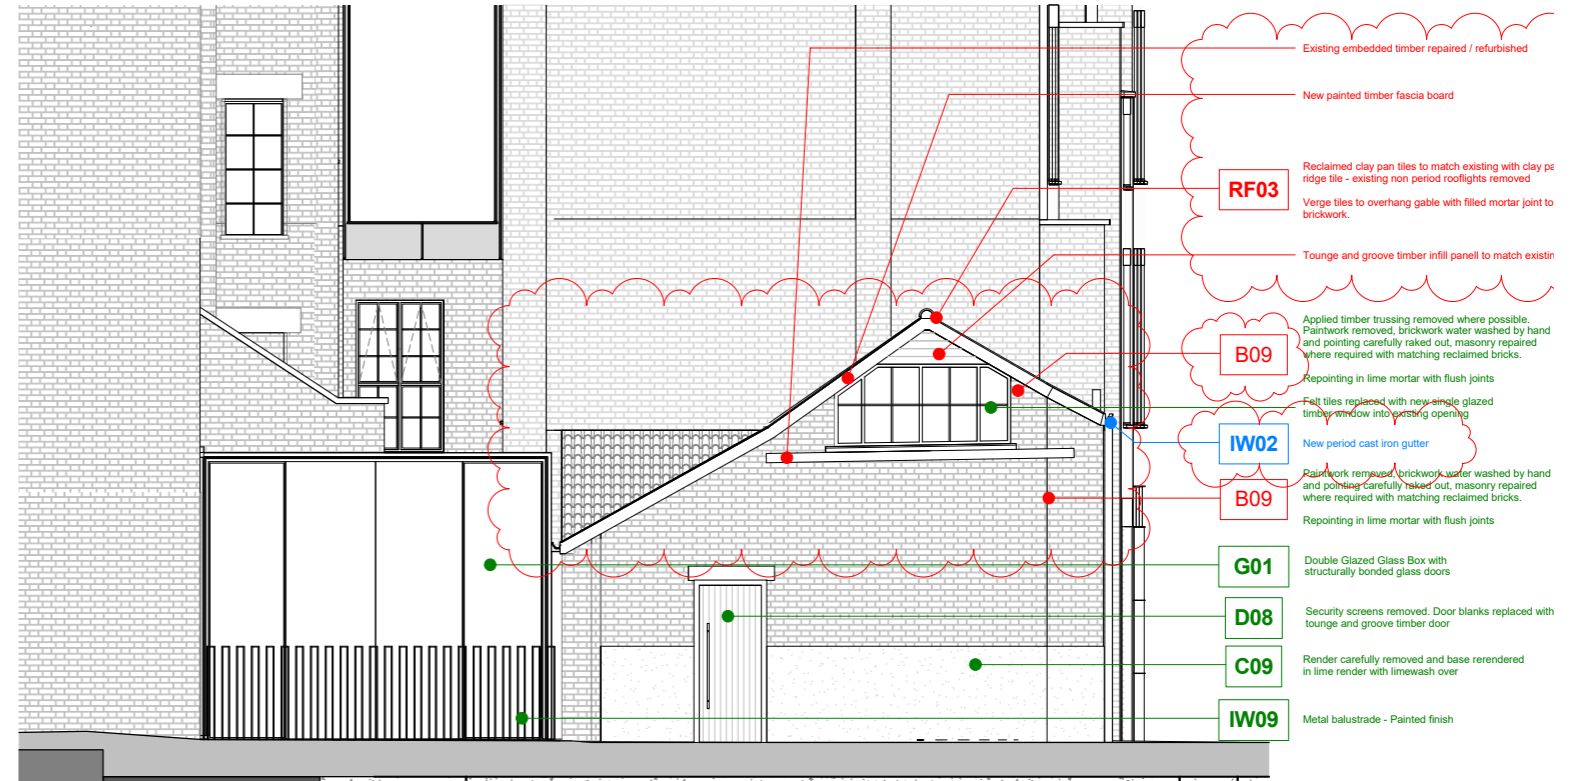 Existing embedded timber repaired / refurbished
New painted timber fascia board
RF03
Reclaimed clay pan tiles to match existing with clay pa
ridge tile - existing non period rooflights removed
Verge tiles to overhang gable with filled mortar joint to
brickwork.
Tounge and groove timber infill panell to match existin
B09
Applied timber trussing removed where possible.
Paintwork removed, brickwork water washed by hand
and pointing carefully raked out, masonry repaired
where required with matching reclaimed bricks.
Repointing in lime mortar with flush joints
Felt tiles replaced with new single glazed
timber window into existing opening
IW02
New period cast iron gutter
B09
Paintwork removed, brickwork water washed by hand
and pointing carefully raked out, masonry repaired
where required with matching reclaimed bricks.
Repointing in lime mortar with flush joints
G01
Double Glazed Glass Box with
structurally bonded glass doors
D08
Security screens removed. Door blanks replaced with
tounge and groove timber door
C09
Render carefully removed and base rerendered
in lime render with limewash over
IW09
Metal balustrade - Painted finish